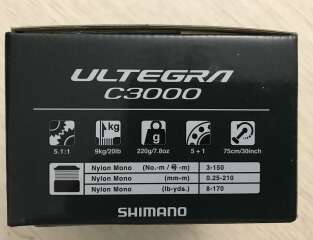 ULTEGRA
C3000
kg
g
5.1:1 9kg/20lb 220g/7.8oz 5 + 1 75cm/30inch
Nylon Mono (No.-m / 号 -m) 3-150
Nylon Mono (mm-m) 0.25-210
Nylon Mono (lb-yds.) 8-170
SHIMANO